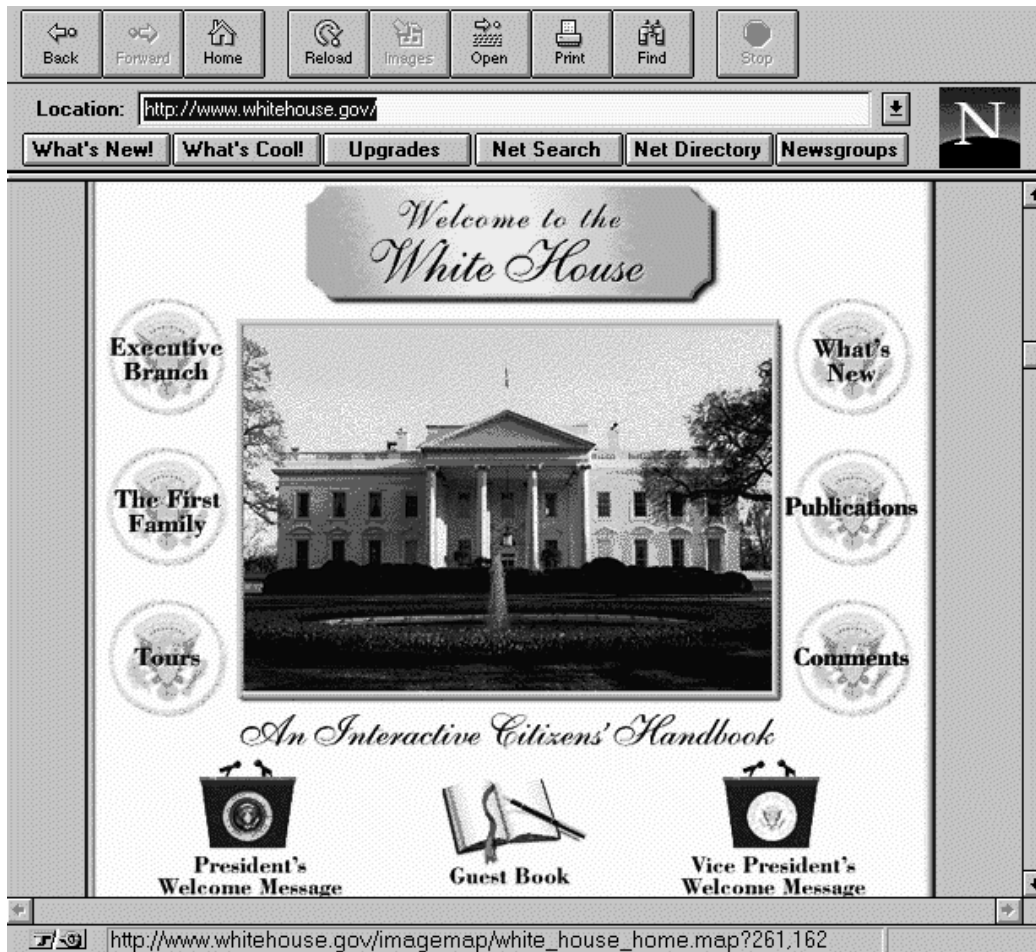 Back Forward Home Reload Images Open Print Find Stop
Location: http://www.whitehouse.gov/
N
What's New! What's Cool! Upgrades Net Search Net Directory Newsgroups
Welcome to the
White House
Executive
Branch
What's
New
The First
Family
Publications
Tours
Comments
An Interactive Citizens' Handbook
President's
Welcome Message
Guest Book
Vice President's
Welcome Message
http://www.whitehouse.gov/imagemap/white_house_home.map?261,162